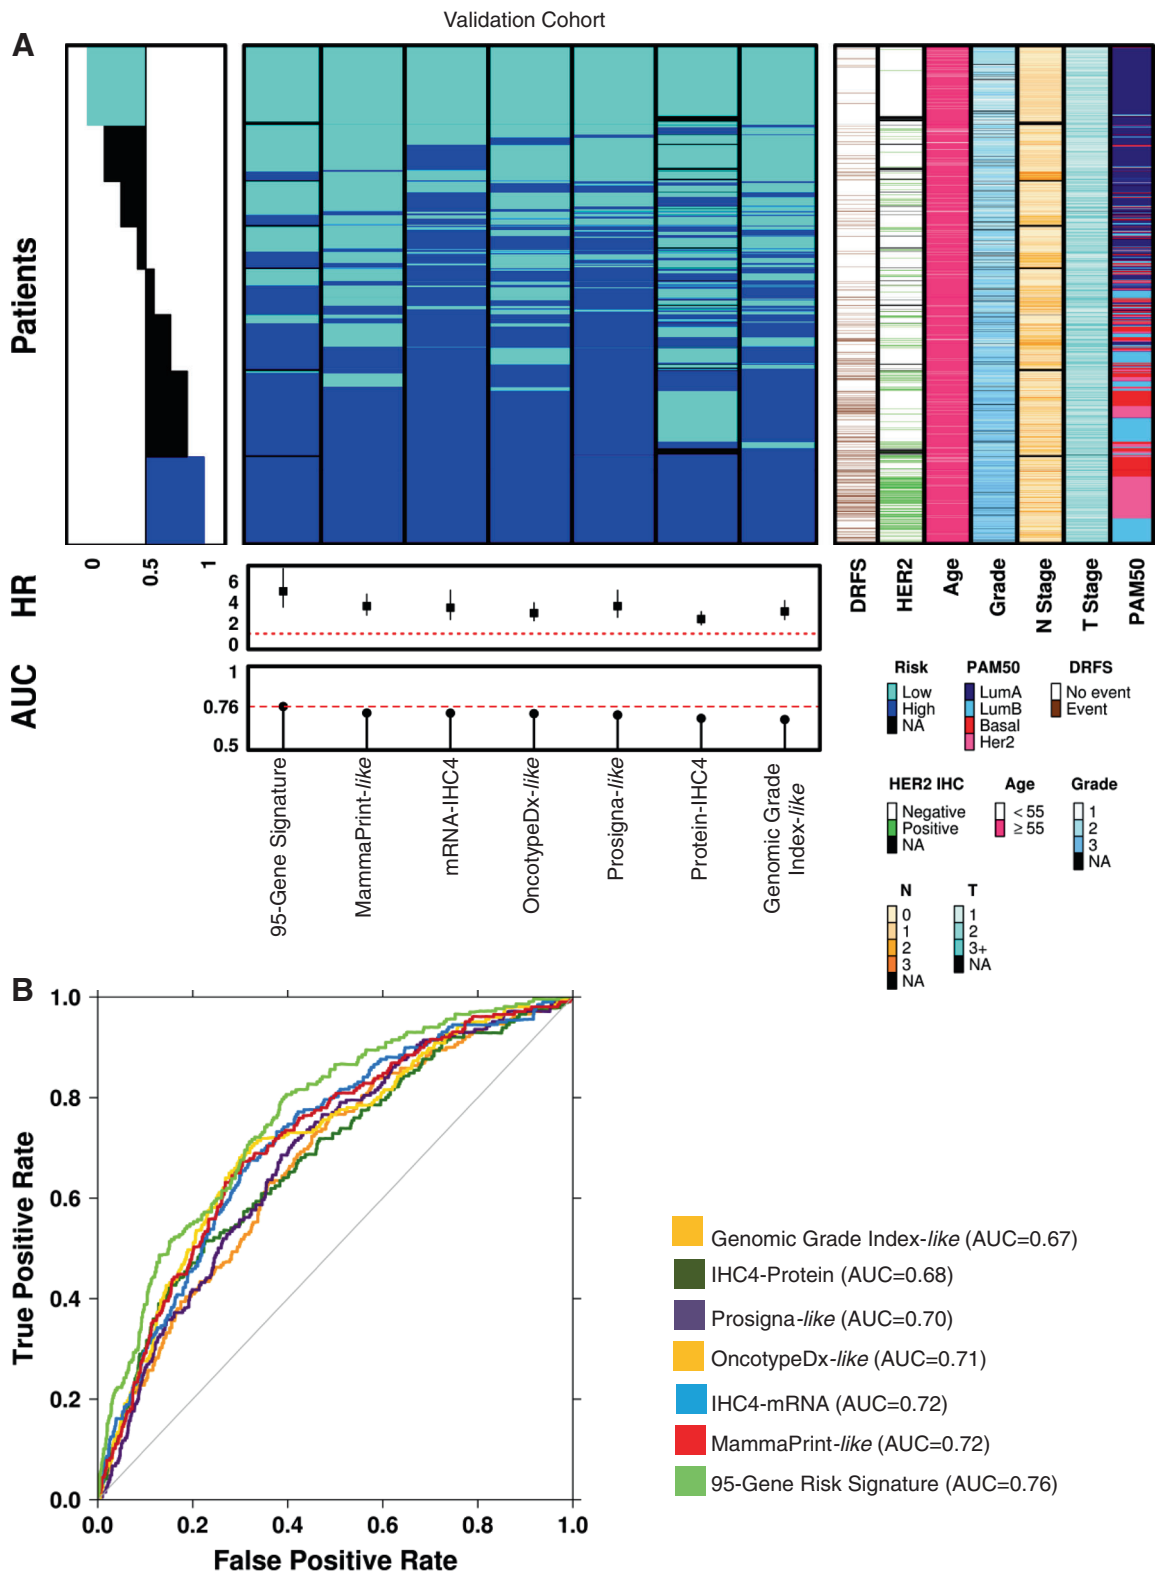 Validation Cohort
A
Patients
0
0.5
1
HR
6
4
2
0
AUC
1
0.76
0.5
95-Gene Signature
MammaPrint-like
mRNA-IHC4
OncotypeDx-like
Prosigna-like
Protein-IHC4
Genomic Grade
Index-like
DRFS
HER2
Age
Grade
N Stage
T Stage
PAM50
Risk
Low
High
NA
PAM50
LumA
LumB
Basal
Her2
DRFS
No event
Event
HER2 IHC
Negative
Positive
NA
Age
< 55
≥ 55
Grade
1
2
3
NA
N
0
1
2
3
NA
T
1
2
3+
NA
B
1.0
0.8
0.6
0.4
0.2
0.0
True Positive Rate
0.0
0.2
0.4
0.6
0.8
1.0
False Positive Rate
Genomic Grade Index-like (AUC=0.67)
IHC4-Protein (AUC=0.68)
Prosigna-like (AUC=0.70)
OncotypeDx-like (AUC=0.71)
IHC4-mRNA (AUC=0.72)
MammaPrint-like (AUC=0.72)
95-Gene Risk Signature (AUC=0.76)